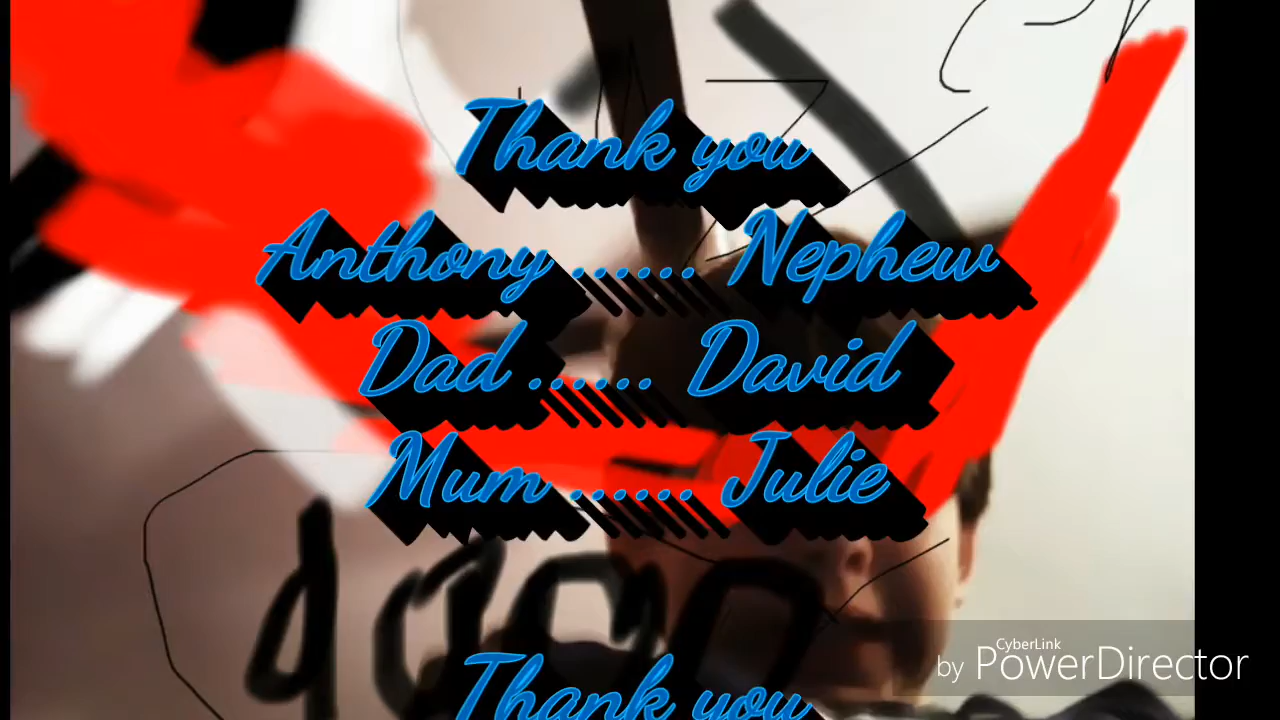 Thank you
Anthony ...... Nephew
Dad ...... David
Mum ...... Julie
Thank you
CyberLink
by PowerDirector